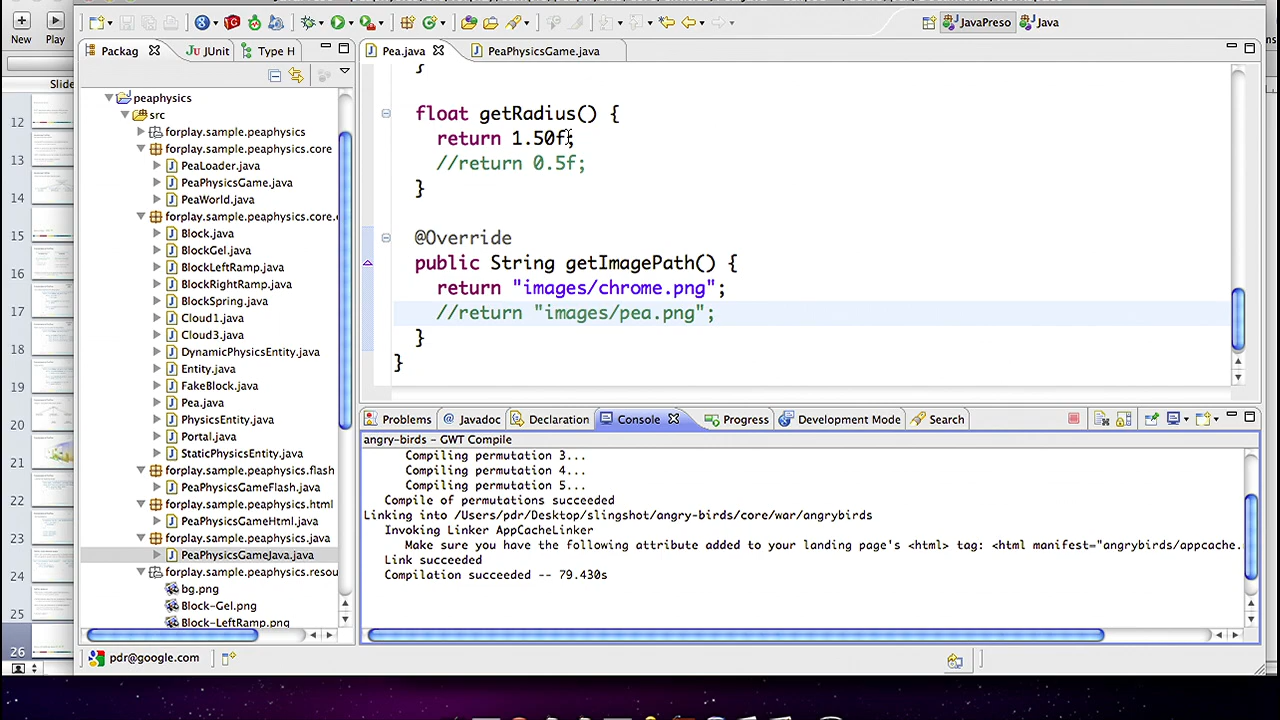 New
Play
JavaPreso
Java
Slide
Packag
JUnit
Type H
Pea.java
PeaPhysicsGame.java
12
13
14
15
16
17
18
19
20
21
22
23
24
25
26
peaphysics
src
forplay.sample.peaphysics
forplay.sample.peaphysics.core
PeaLoader.java
PeaPhysicsGame.java
PeaWorld.java
forplay.sample.peaphysics.core.e
Block.java
BlockGel.java
BlockLeftRamp.java
BlockSpring.java
Cloud1.java
Cloud3.java
DynamicPhysicsEntity.java
Entity.java
FakeBlock.java
Pea.java
PhysicsEntity.java
Portal.java
StaticPhysicsEntity.java
forplay.sample.peaphysics.flash
PeaPhysicsGameFlash.java
forplay.sample.peaphysics.html
forplay.sample.peaphysics.java
PeaPhysicsGameJava.java
forplay.sample.peaphysics.resou
bg.png
Block-Gel.png
Block-LeftRamp.png
}
float getRadius() {
return 1.50f;
//return 0.5f;
}
@Override
public String getImagePath() {
return "images/chrome.png";
//return "images/pea.png";
}
}
Problems
@ Javadoc
Declaration
Console
Progress
Development Mode
Search
angry-birds - GWT Compile
Compiling permutation 3...
Compiling permutation 4...
Compiling permutation 5...
Compile of permutations succeeded
Linking into /Users/pdr/Desktop/slingshot/angry-birds/core/war/angrybirds
Invoking Linker AppCacheLinker
Make sure you have the following attribute added to your landing page's <html> tag: <html manifest="angrybirds/appcache.
Link succeeded
Compilation succeeded -- 79.430s
pdr@google.com